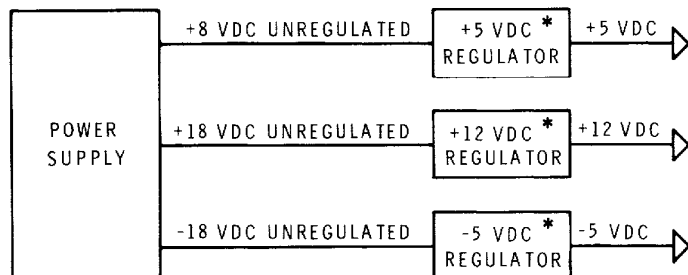 +8 VDC UNREGULATED
+5 VDC *
REGULATOR
+5 VDC
POWER
SUPPLY
+18 VDC UNREGULATED
+12 VDC *
REGULATOR
+12 VDC
-18 VDC UNREGULATED
-5 VDC *
REGULATOR
-5 VDC